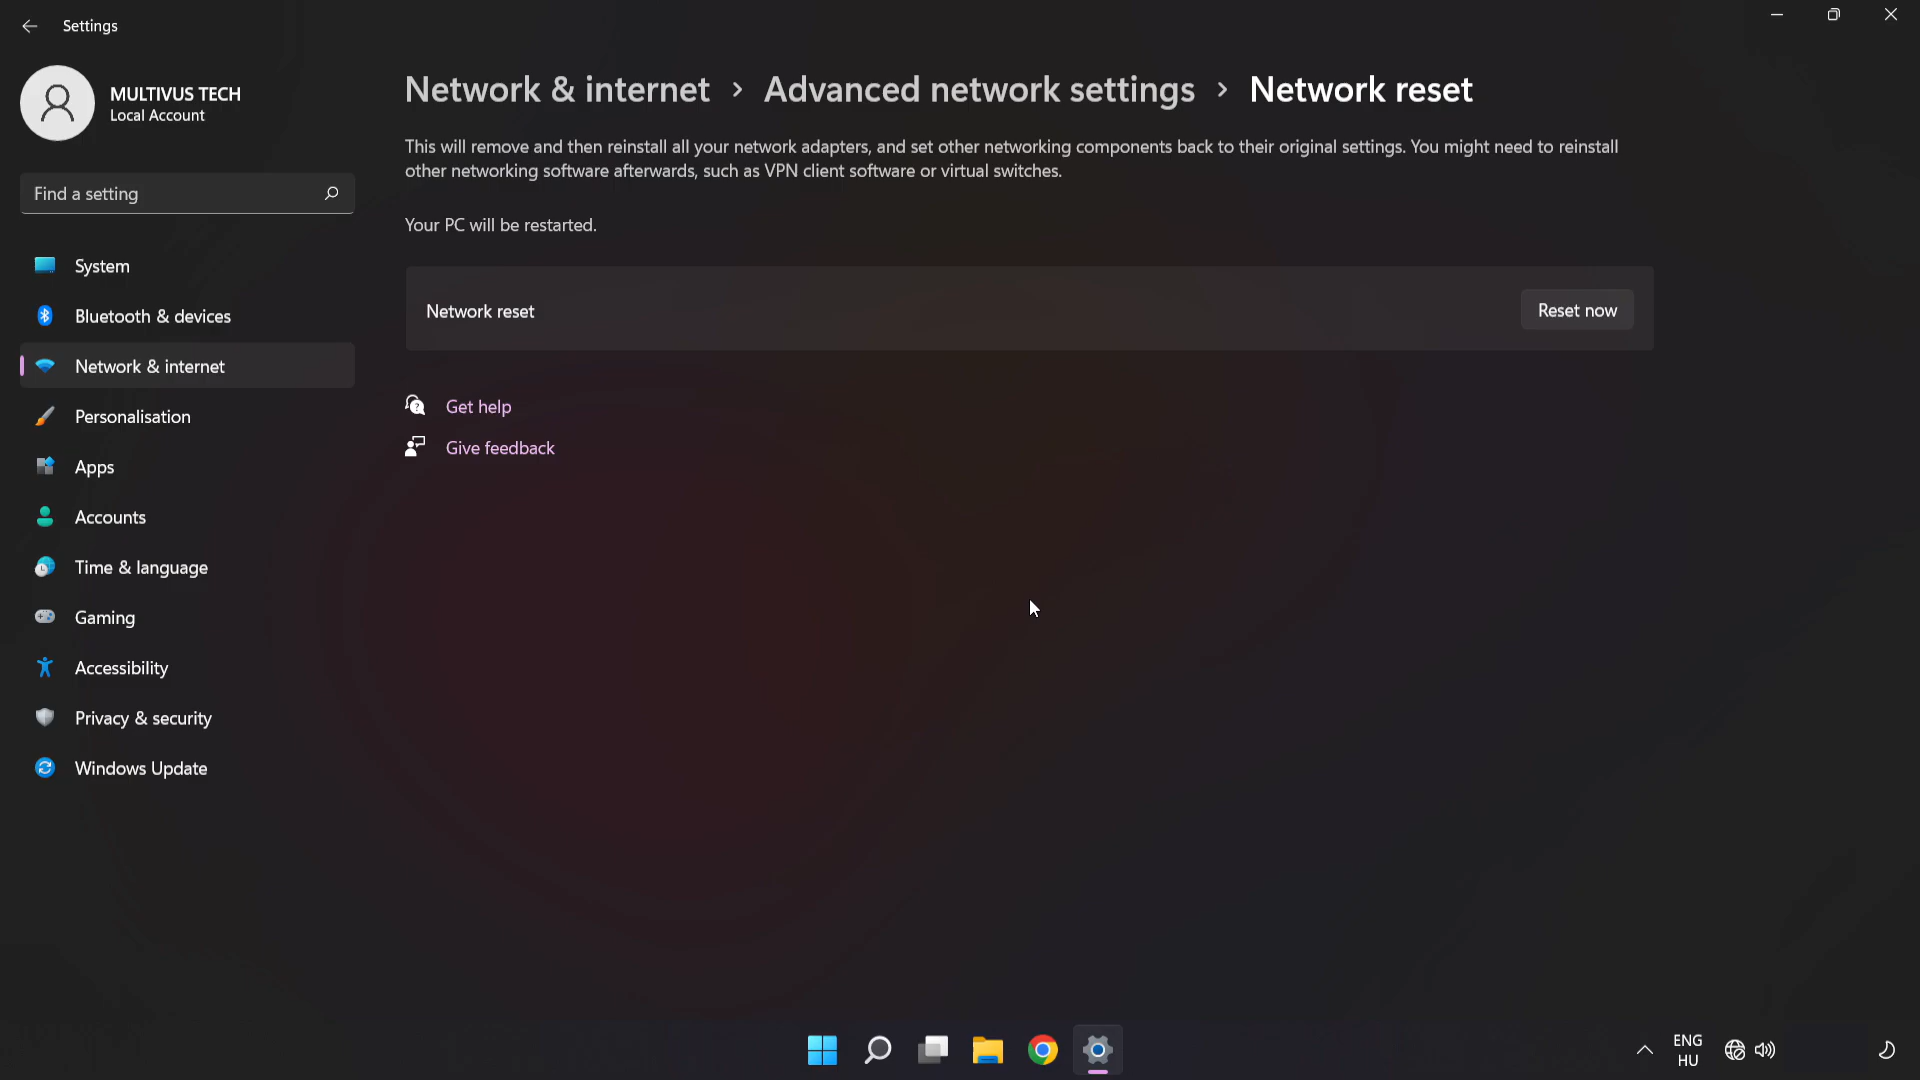 Settings
MULTIVUS TECH
Local Account
Find a setting
System
Bluetooth & devices
Network & internet
Personalisation
Apps
Accounts
Time & language
Gaming
Accessibility
Privacy & security
Windows Update
Network & internet > Advanced network settings > Network reset
This will remove and then reinstall all your network adapters, and set other networking components back to their original settings. You might need to reinstall
other networking software afterwards, such as VPN client software or virtual switches.
Your PC will be restarted.
Network reset
Reset now
Get help
Give feedback
ENG
HU